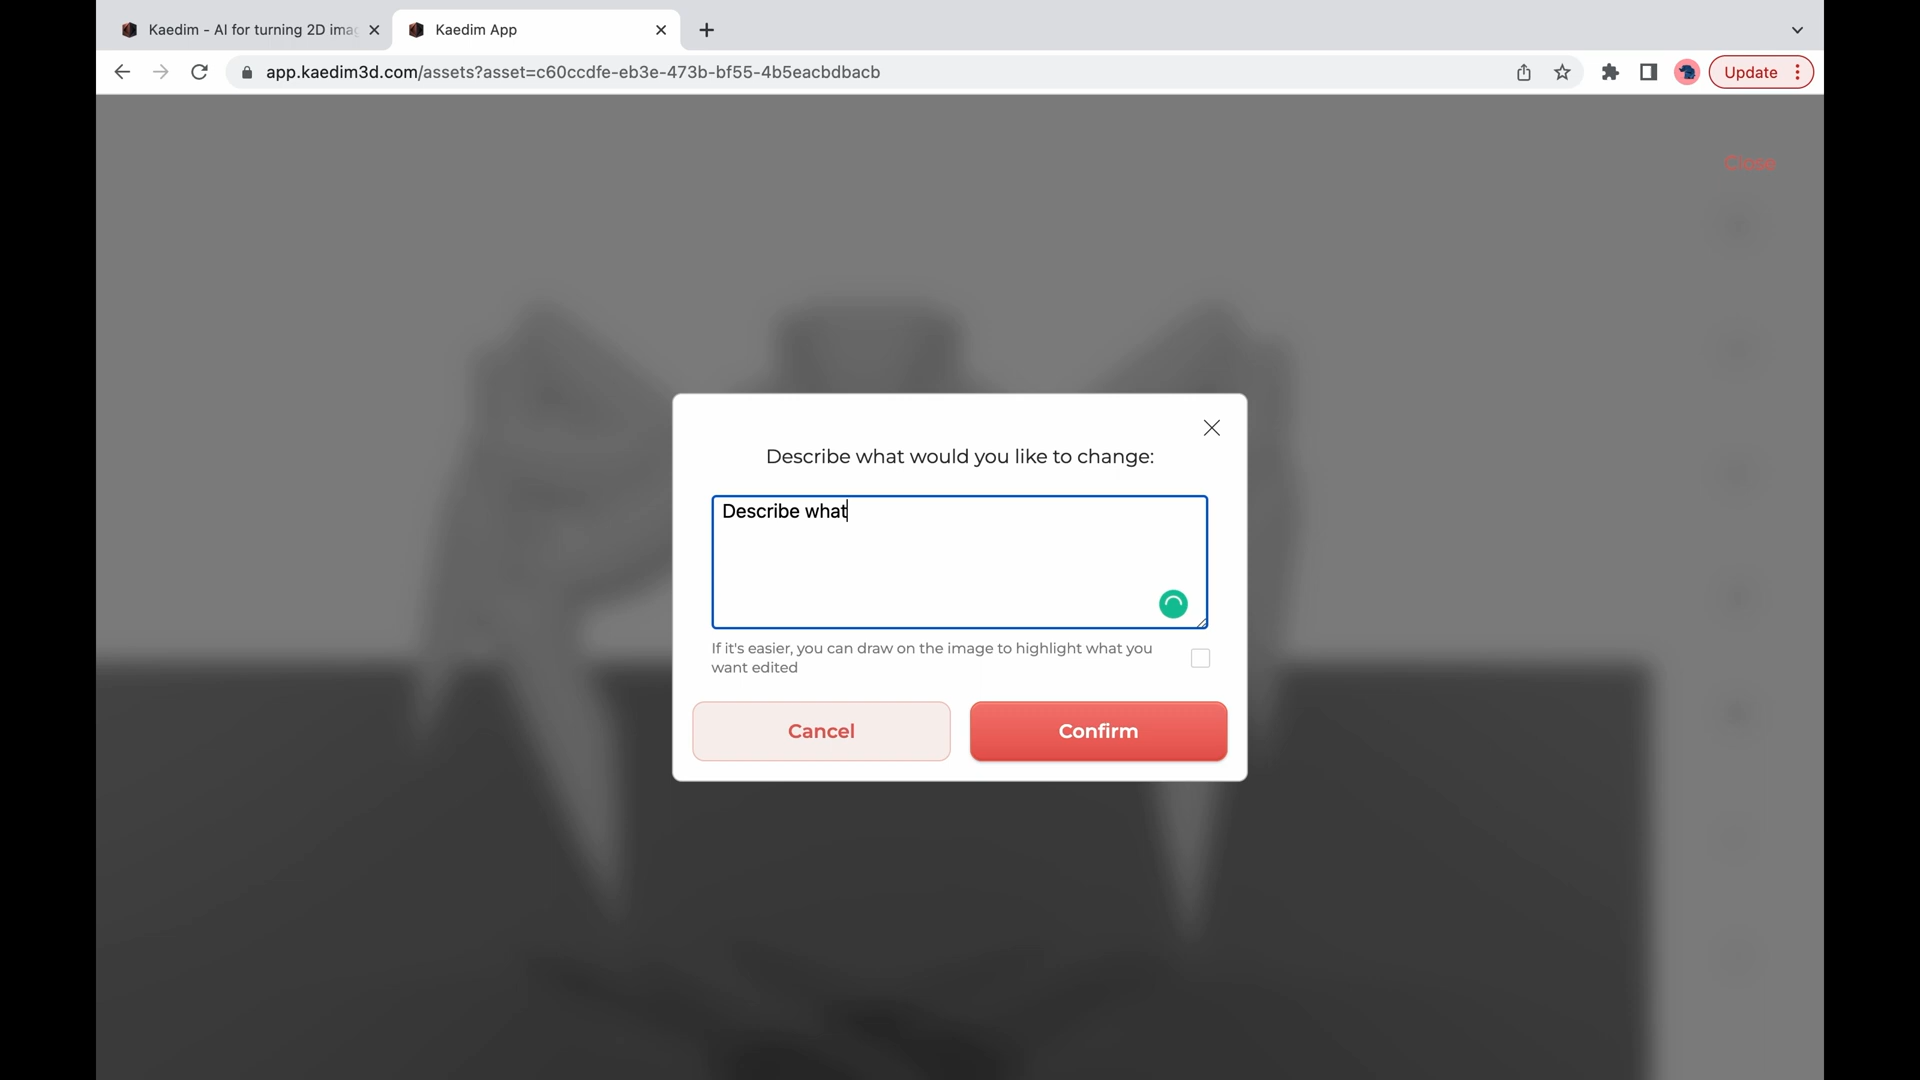 Kaedim - AI for turning 2D ima
Kaedim App
app.kaedim3d.com/assets?asset=c60ccdfe-eb3e-473b-bf55-4b5eacbdbacb
Update
Close
Describe what would you like to change:
Describe what
If it's easier, you can draw on the image to highlight what you
want edited
Cancel
Confirm